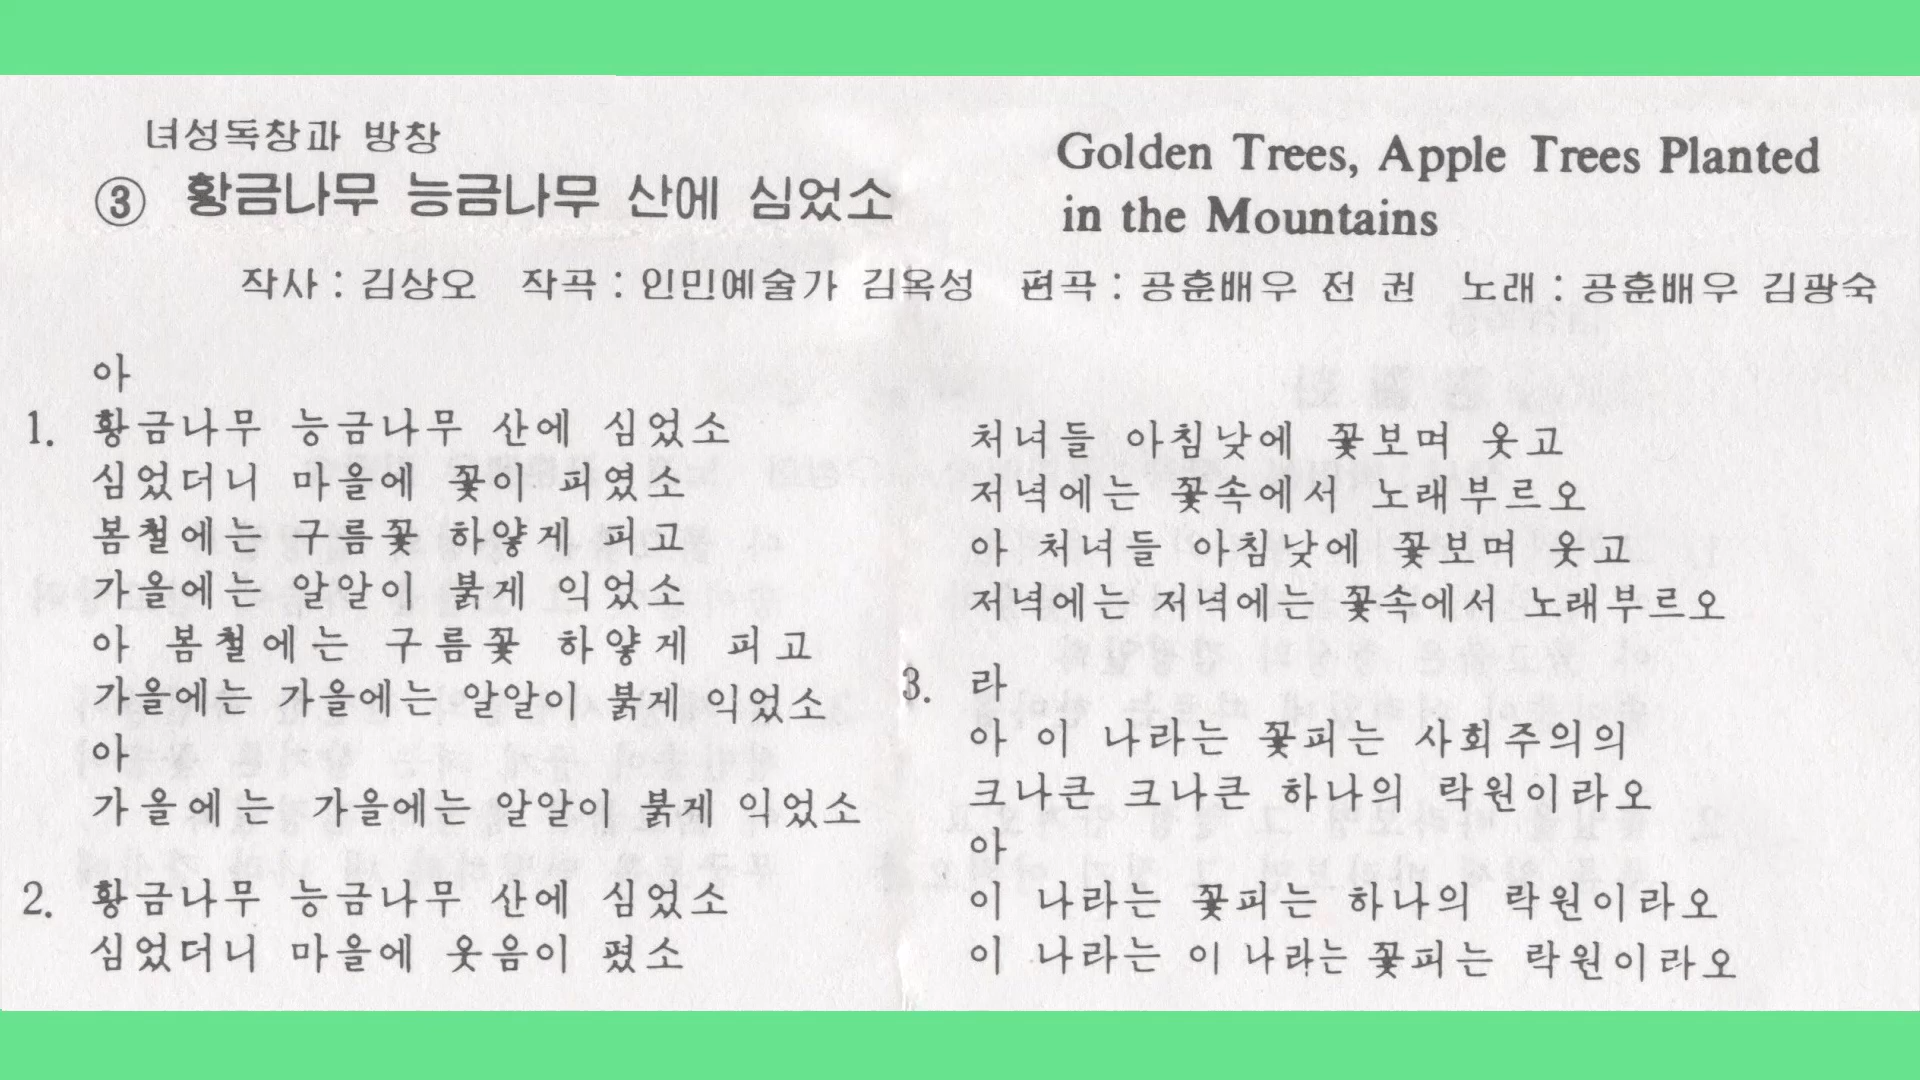 녀성독창과 방창
③ 황금나무 능금나무 산에 심었소
Golden Trees, Apple Trees Planted
in the Mountains
작사 : 김상오 작곡 : 인민예술가 김옥성 편곡 : 공훈배우 전 권 노래 : 공훈배우 김광숙
아
1. 황금나무 능금나무 산에 심었소
심었더니 마을에 꽃이 피였소
봄철에는 구름꽃 하얗게 피고
가을에는 알알이 붉게 익었소
아 봄철에는 구름꽃 하얗게 피고
가을에는 가을에는 알알이 붉게 익었소
아
가을에는 가을에는 알알이 붉게 익었소
2. 황금나무 능금나무 산에 심었소
심었더니 마을에 웃음이 폈소
처녀들 아침낮에 꽃보며 웃고
저녁에는 꽃속에서 노래부르오
아 처녀들 아침낮에 꽃보며 웃고
저녁에는 저녁에는 꽃속에서 노래부르오
3. 라
아 이 나라는 꽃피는 사회주의의
크나큰 크나큰 하나의 락원이라오
아
이 나라는 꽃피는 하나의 락원이라오
이 나라는 이 나라는 꽃피는 락원이라오